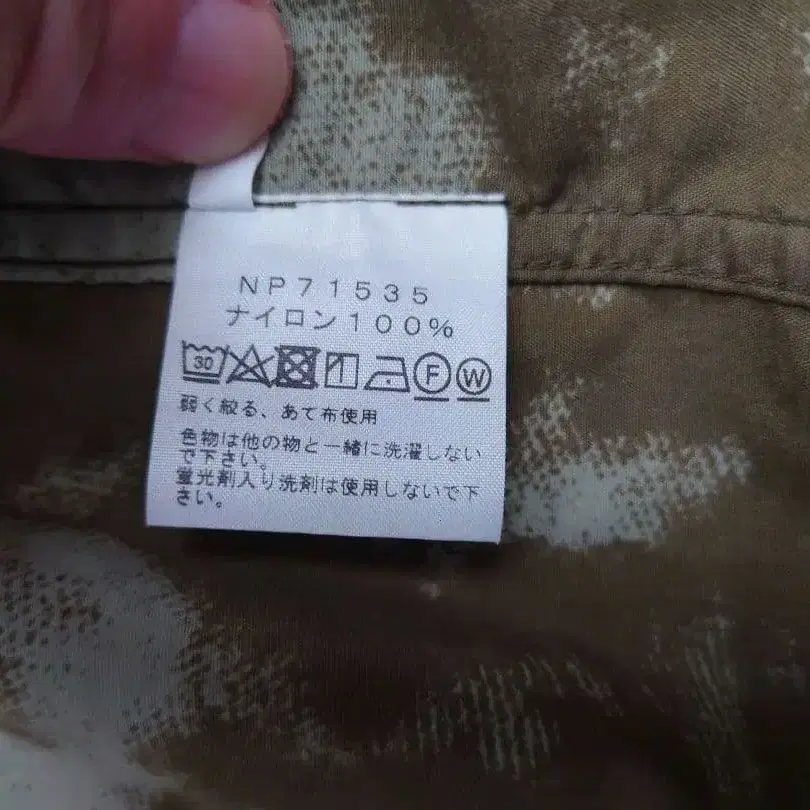 NP71535
ナイロン100%
30 F W
弱く絞る、あて布使用
色物は他の物と一緒に洗濯しない
で下さい。
蛍光剤入り洗剤は使用しないで下
さい。